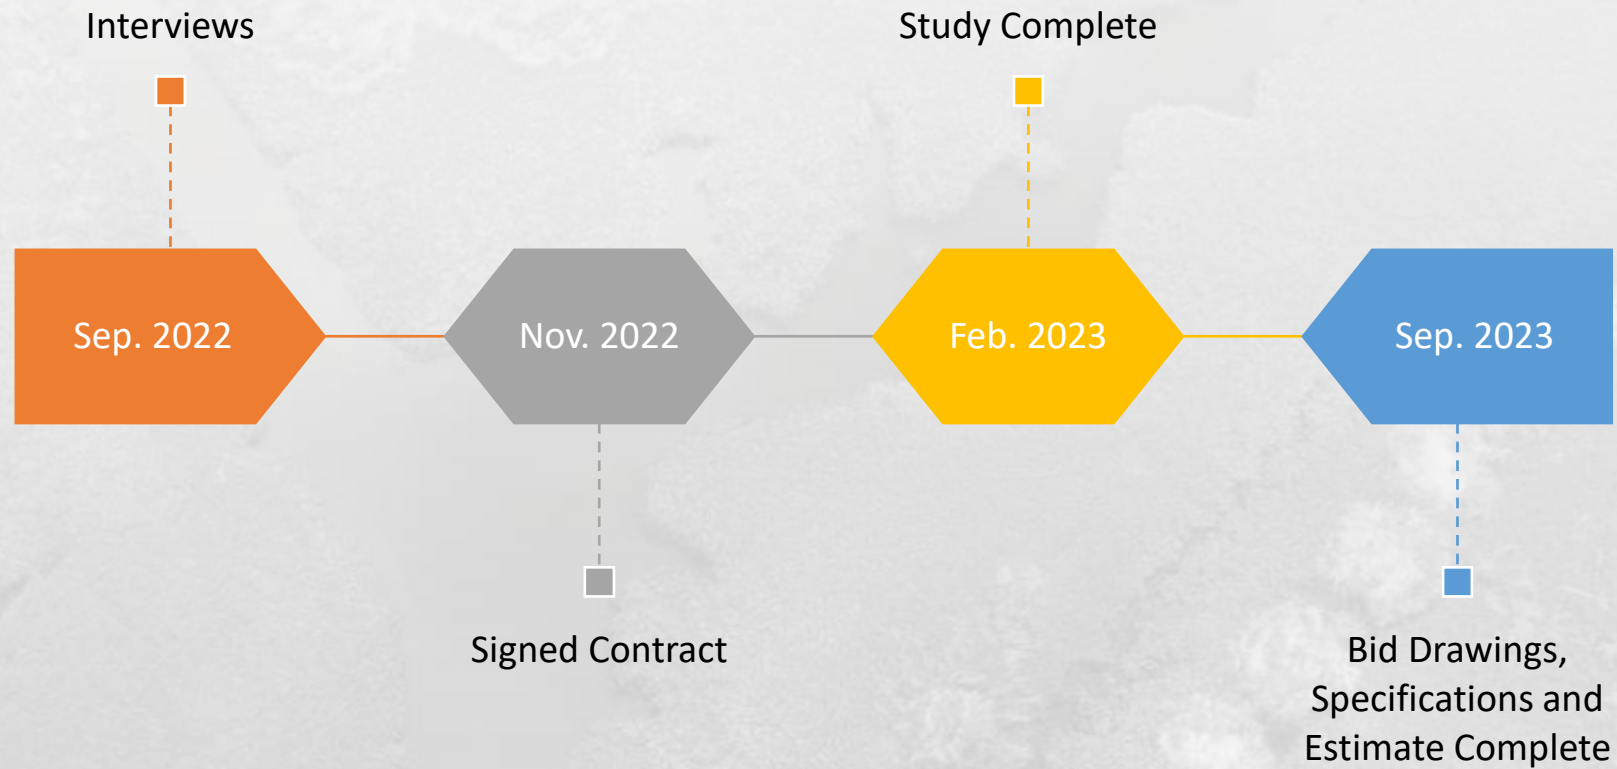 Interviews
Study Complete
Sep. 2022
Nov. 2022
Feb. 2023
Sep. 2023
Signed Contract
Bid Drawings,
Specifications and
Estimate Complete